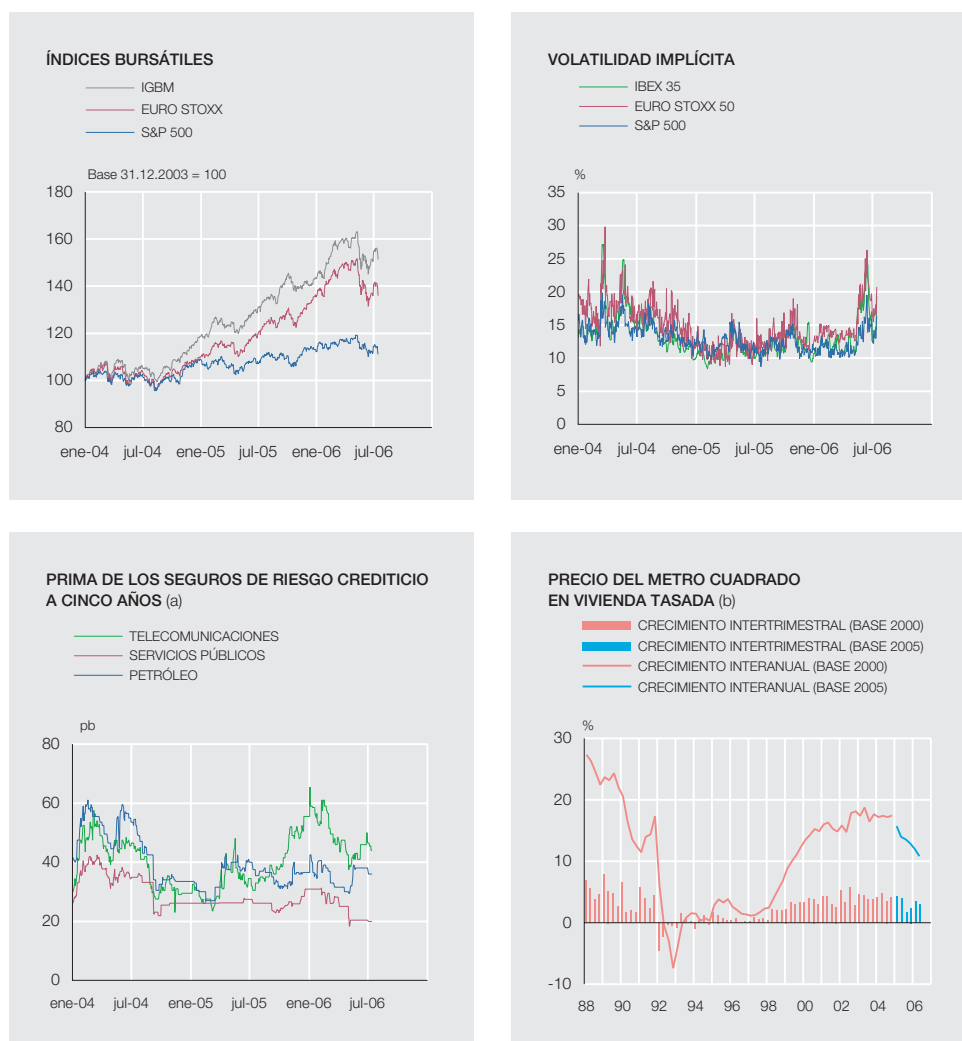 ÍNDICES BURSÁTILES
IGBM
EURO STOXX
S&P 500
Base 31.12.2003 = 100
180
160
140
120
100
80
ene-04 jul-04 ene-05 jul-05 ene-06 jul-06
VOLATILIDAD IMPLÍCITA
IBEX 35
EURO STOXX 50
S&P 500
%
35
30
25
20
15
10
5
0
ene-04 jul-04 ene-05 jul-05 ene-06 jul-06
PRIMA DE LOS SEGUROS DE RIESGO CREDITICIO
A CINCO AÑOS (a)
TELECOMUNICACIONES
SERVICIOS PÚBLICOS
PETRÓLEO
pb
80
60
40
20
0
ene-04 jul-04 ene-05 jul-05 ene-06 jul-06
PRECIO DEL METRO CUADRADO
EN VIVIENDA TASADA (b)
CRECIMIENTO INTERTRIMESTRAL (BASE 2000)
CRECIMIENTO INTERTRIMESTRAL (BASE 2005)
CRECIMIENTO INTERANUAL (BASE 2000)
CRECIMIENTO INTERANUAL (BASE 2005)
%
30
20
10
0
-10
88 90 92 94 96 98 00 02 04 06